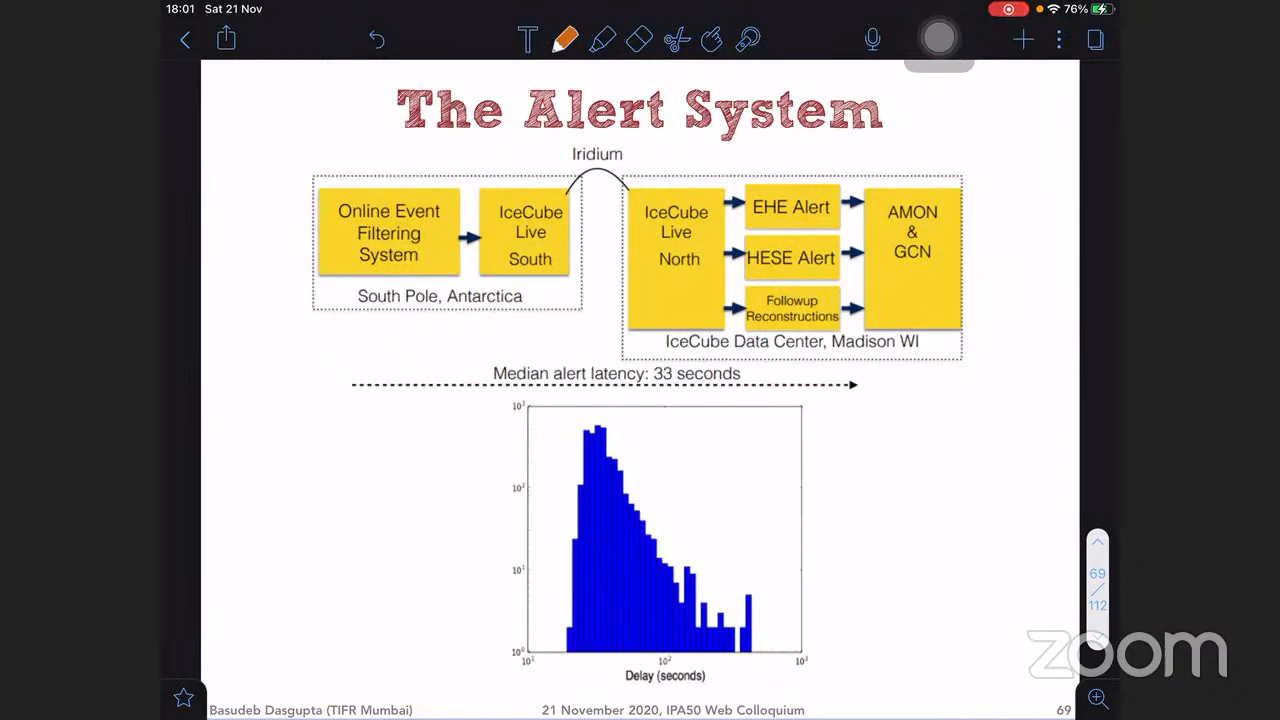 18:01 Sat 21 Nov
76%
The Alert System
Iridium
Online Event
Filtering
System
IceCube
Live
South
South Pole, Antarctica
IceCube
Live
North
EHE Alert
HESE Alert
Followup
Reconstructions
AMON
&
GCN
IceCube Data Center, Madison WI
Median alert latency: 33 seconds
10³
10²
10¹
10⁰
10¹ 10² 10³
Delay (seconds)
69
/
112
zoom
Basudeb Dasgupta (TIFR Mumbai) 21 November 2020, IPA50 Web Colloquium 69